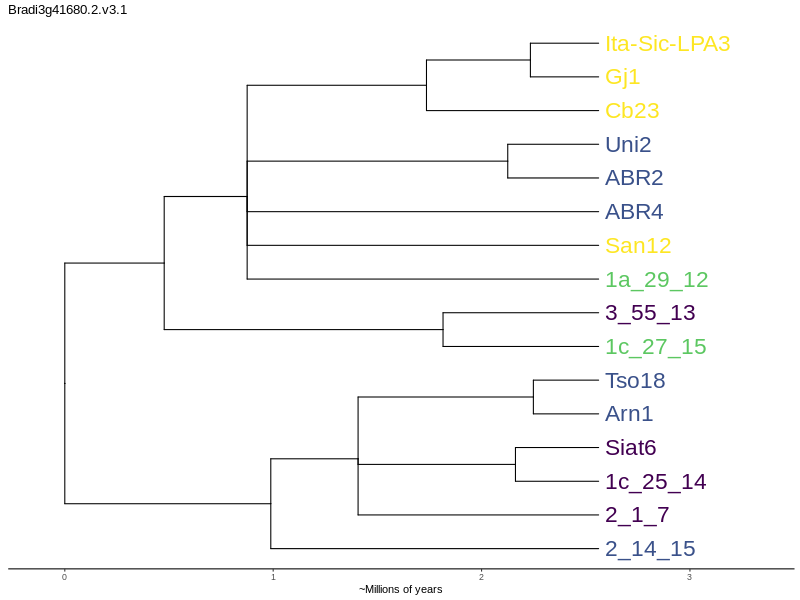 Bradi3g41680.2.v3.1
Ita-Sic-LPA3
Gj1
Cb23
Uni2
ABR2
ABR4
San12
1a_29_12
3_55_13
1c_27_15
Tso18
Arn1
Siat6
1c_25_14
2_1_7
2_14_15
0 1 2 3
~Millions of years